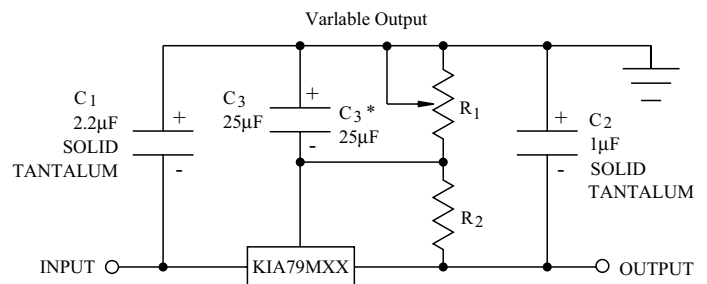 Varlable Output
C1
2.2μF
SOLID
TANTALUM
+
-
C3
25μF
+
C3*
25μF
-
R1
R2
+
-
C2
1μF
SOLID
TANTALUM
INPUT
KIA79MXX
OUTPUT